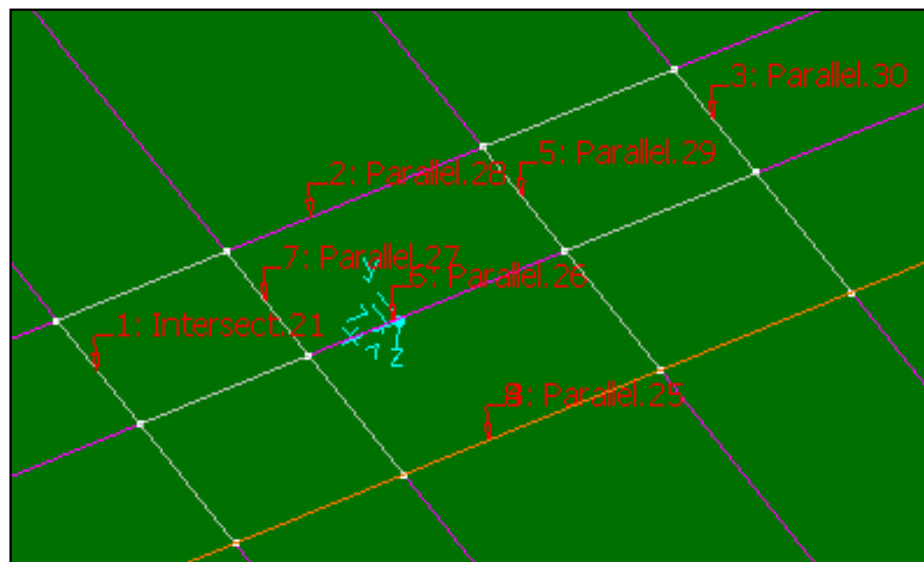 3: Parallel.30
5: Parallel.29
2: Parallel.28
7: Parallel.27
y
6: Parallel.26
1: Intersect.21
z
: Parallel.25